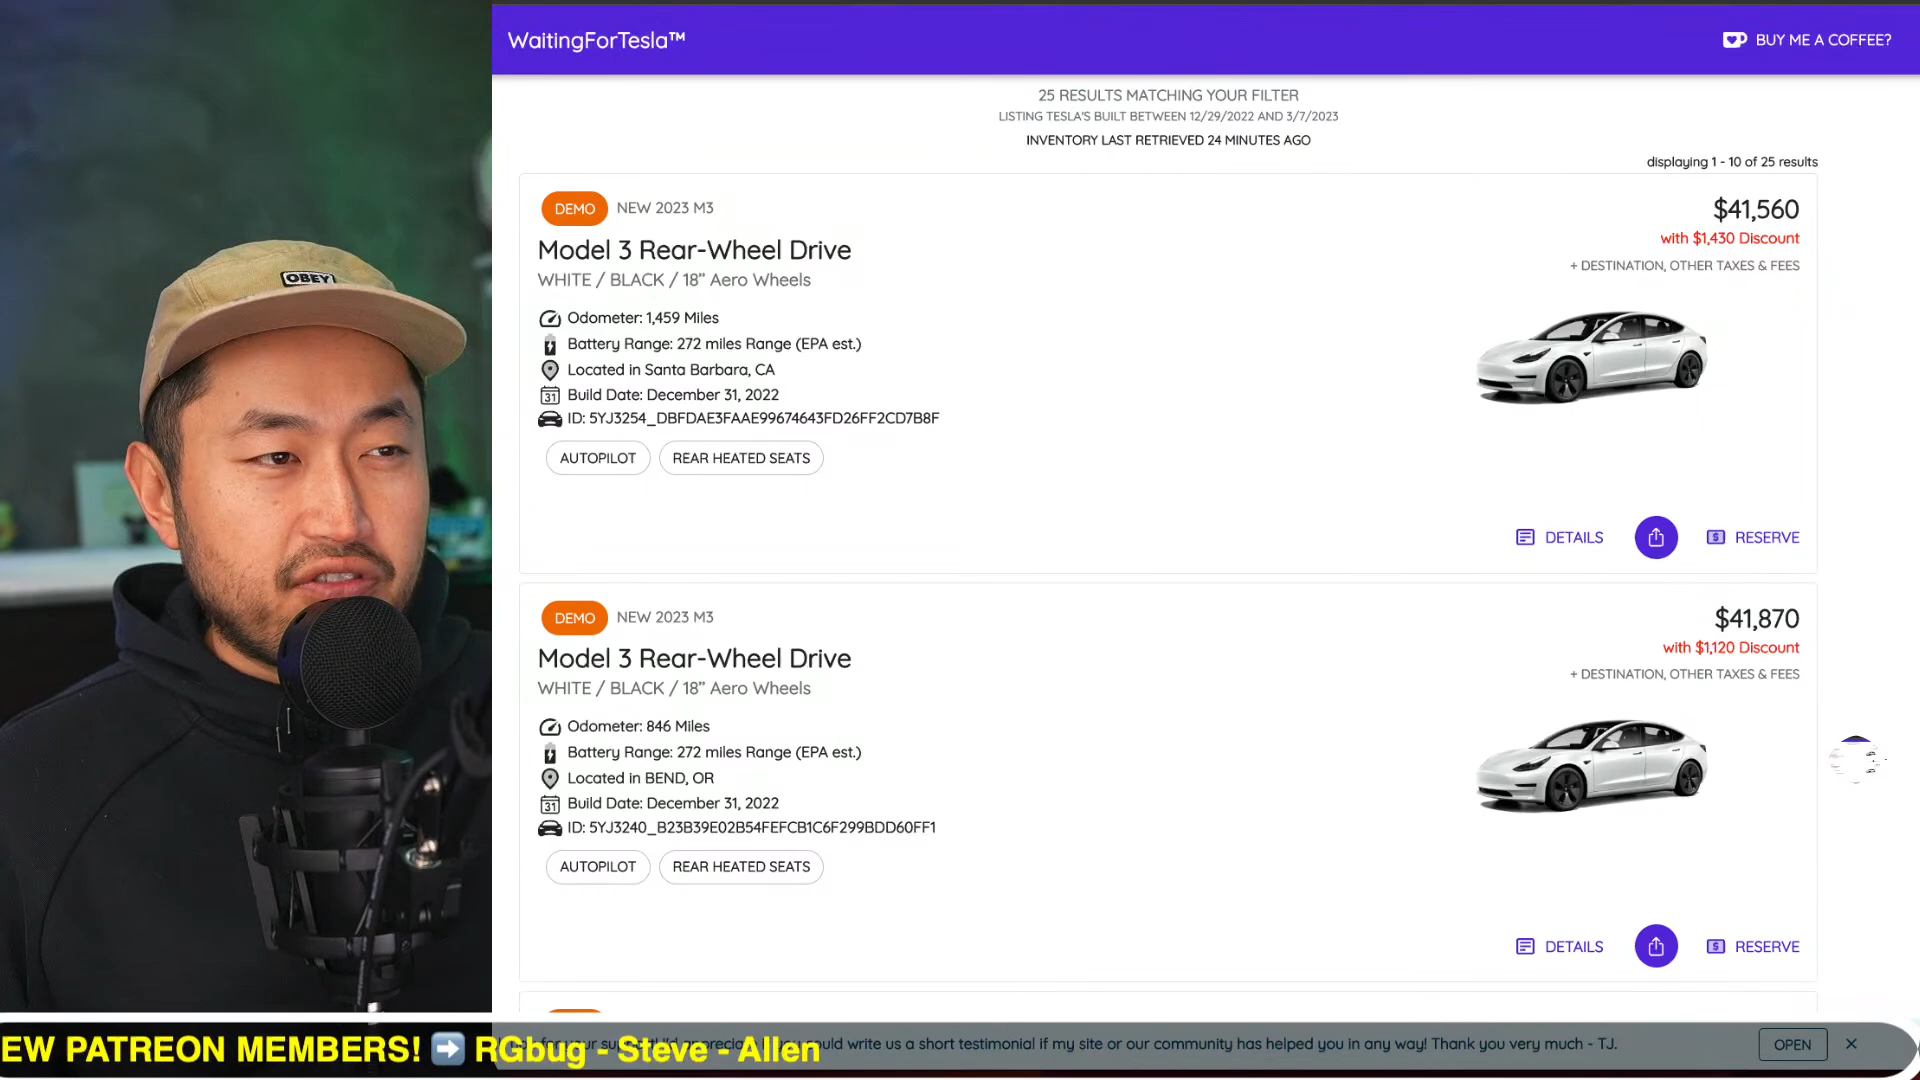 WaitingForTesla™
BUY ME A COFFEE?
25 RESULTS MATCHING YOUR FILTER
LISTING TESLA'S BUILT BETWEEN 12/29/2022 AND 3/7/2023
INVENTORY LAST RETRIEVED 24 MINUTES AGO
displaying 1 - 10 of 25 results
DEMO NEW 2023 M3
$41,560
Model 3 Rear-Wheel Drive
with $1,430 Discount
WHITE / BLACK / 18” Aero Wheels
+ DESTINATION, OTHER TAXES & FEES
Odometer: 1,459 Miles
Battery Range: 272 miles Range (EPA est.)
Located in Santa Barbara, CA
Build Date: December 31, 2022
ID: 5YJ3254_DBFDAE3FAAE99674643FD26FF2CD7B8F
AUTOPILOT REAR HEATED SEATS
DETAILS RESERVE
DEMO NEW 2023 M3
$41,870
Model 3 Rear-Wheel Drive
with $1,120 Discount
WHITE / BLACK / 18” Aero Wheels
+ DESTINATION, OTHER TAXES & FEES
Odometer: 846 Miles
Battery Range: 272 miles Range (EPA est.)
Located in BEND, OR
Build Date: December 31, 2022
ID: 5YJ3240_B23B39E02B54FEFCB1C6F299BDD60FF1
AUTOPILOT REAR HEATED SEATS
DETAILS RESERVE
OBEY
EW PATREON MEMBERS! ➡️ RGbug - Steve - Allen
for your support! I'd appreciate could write us a short testimonial if my site or our community has helped you in any way! Thank you very much - TJ.
OPEN